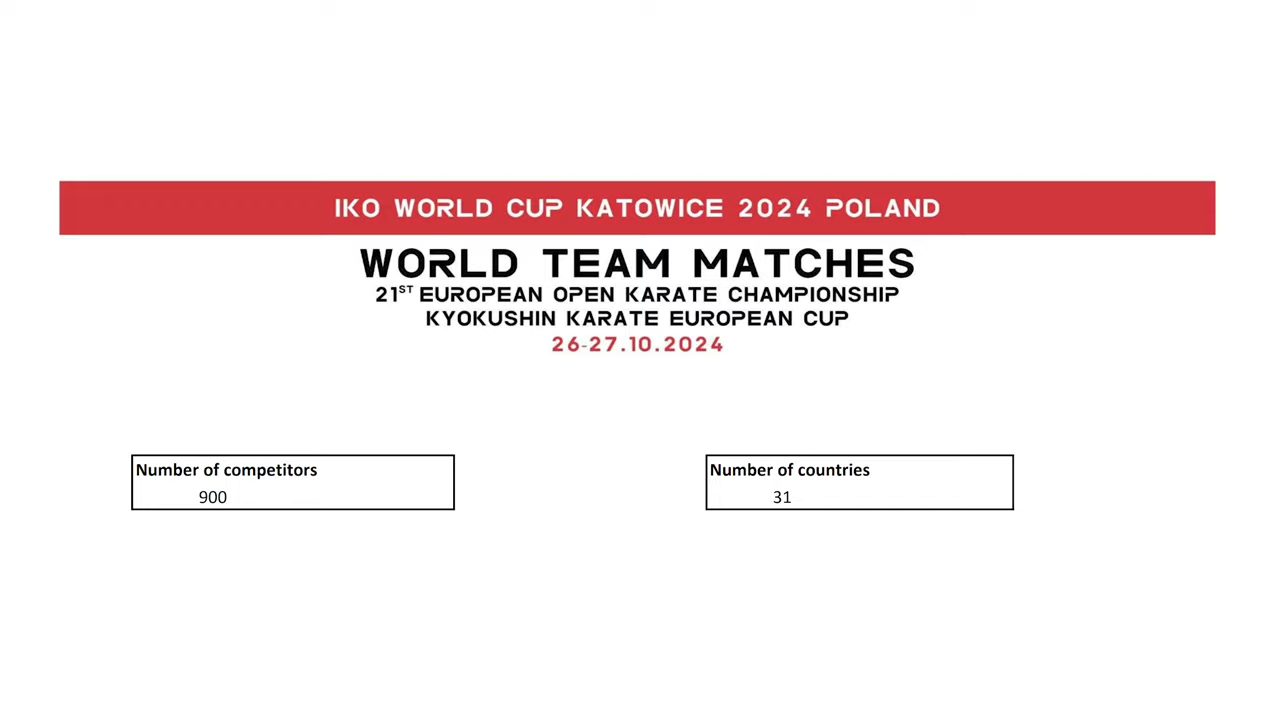 IKO WORLD CUP KATOWICE 2024 POLAND
WORLD TEAM MATCHES
21ST EUROPEAN OPEN KARATE CHAMPIONSHIP
KYOKUSHIN KARATE EUROPEAN CUP
26-27.10.2024
Number of competitors
900
Number of countries
31